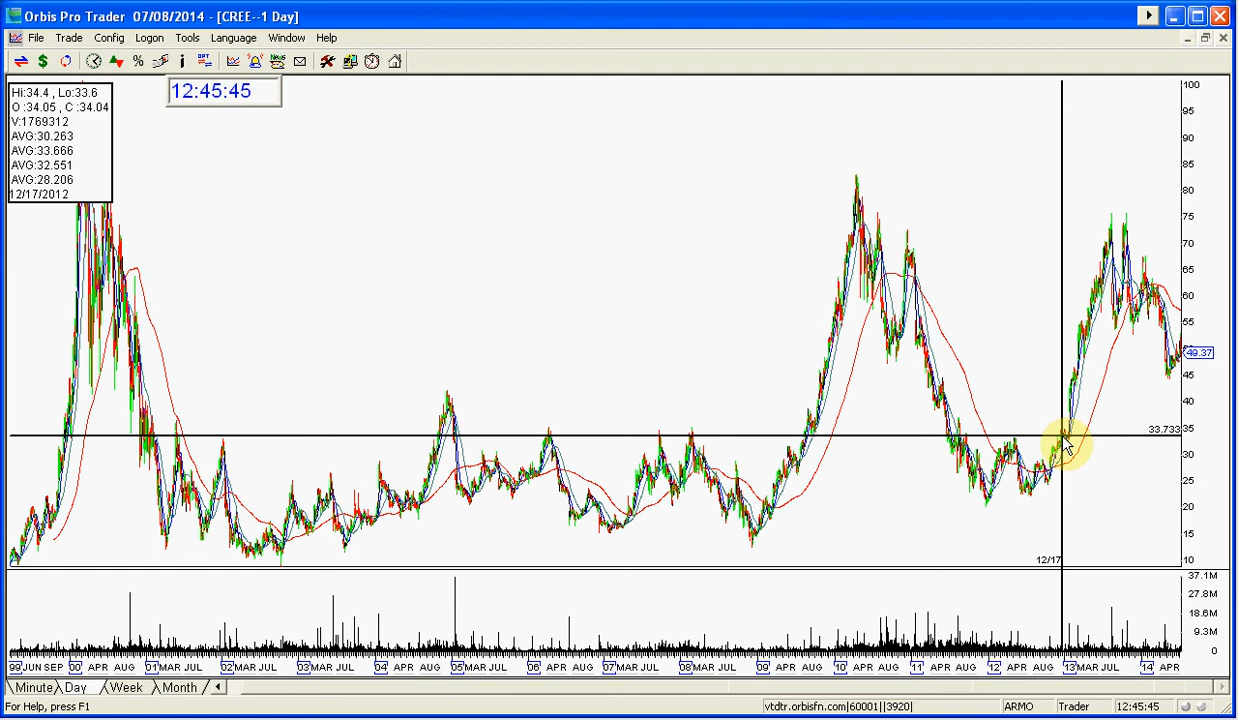 Orbis Pro Trader 07/08/2014 - [CREE--1 Day]
File Trade Config Logon Tools Language Window Help
12:45:45
Hi:34.4 , Lo:33.6
O :34.05 , C :34.04
V:1769312
AVG:30.263
AVG:33.666
AVG:32.551
AVG:28.206
12/17/2012
100
95
90
85
80
75
70
65
60
55
49.37
45
40
33.733 35
30
25
20
15
12/17 10
37.1M
27.8M
18.6M
9.3M
0
99 JUN SEP 00 APR AUG 01 MAR JUL 02 MAR JUL 03 MAR JUL 04 APR AUG 05 MAR JUL 06 APR AUG 07 MAR JUL 08 MAR JUL 09 APR AUG 10 APR AUG 11 APR AUG 12 APR AUG 13 MAR JUL 14 APR
Minute Day Week Month
For Help, press F1 vtdtr.orbisfn.com|60001||3920| ARMO Trader 12:45:45